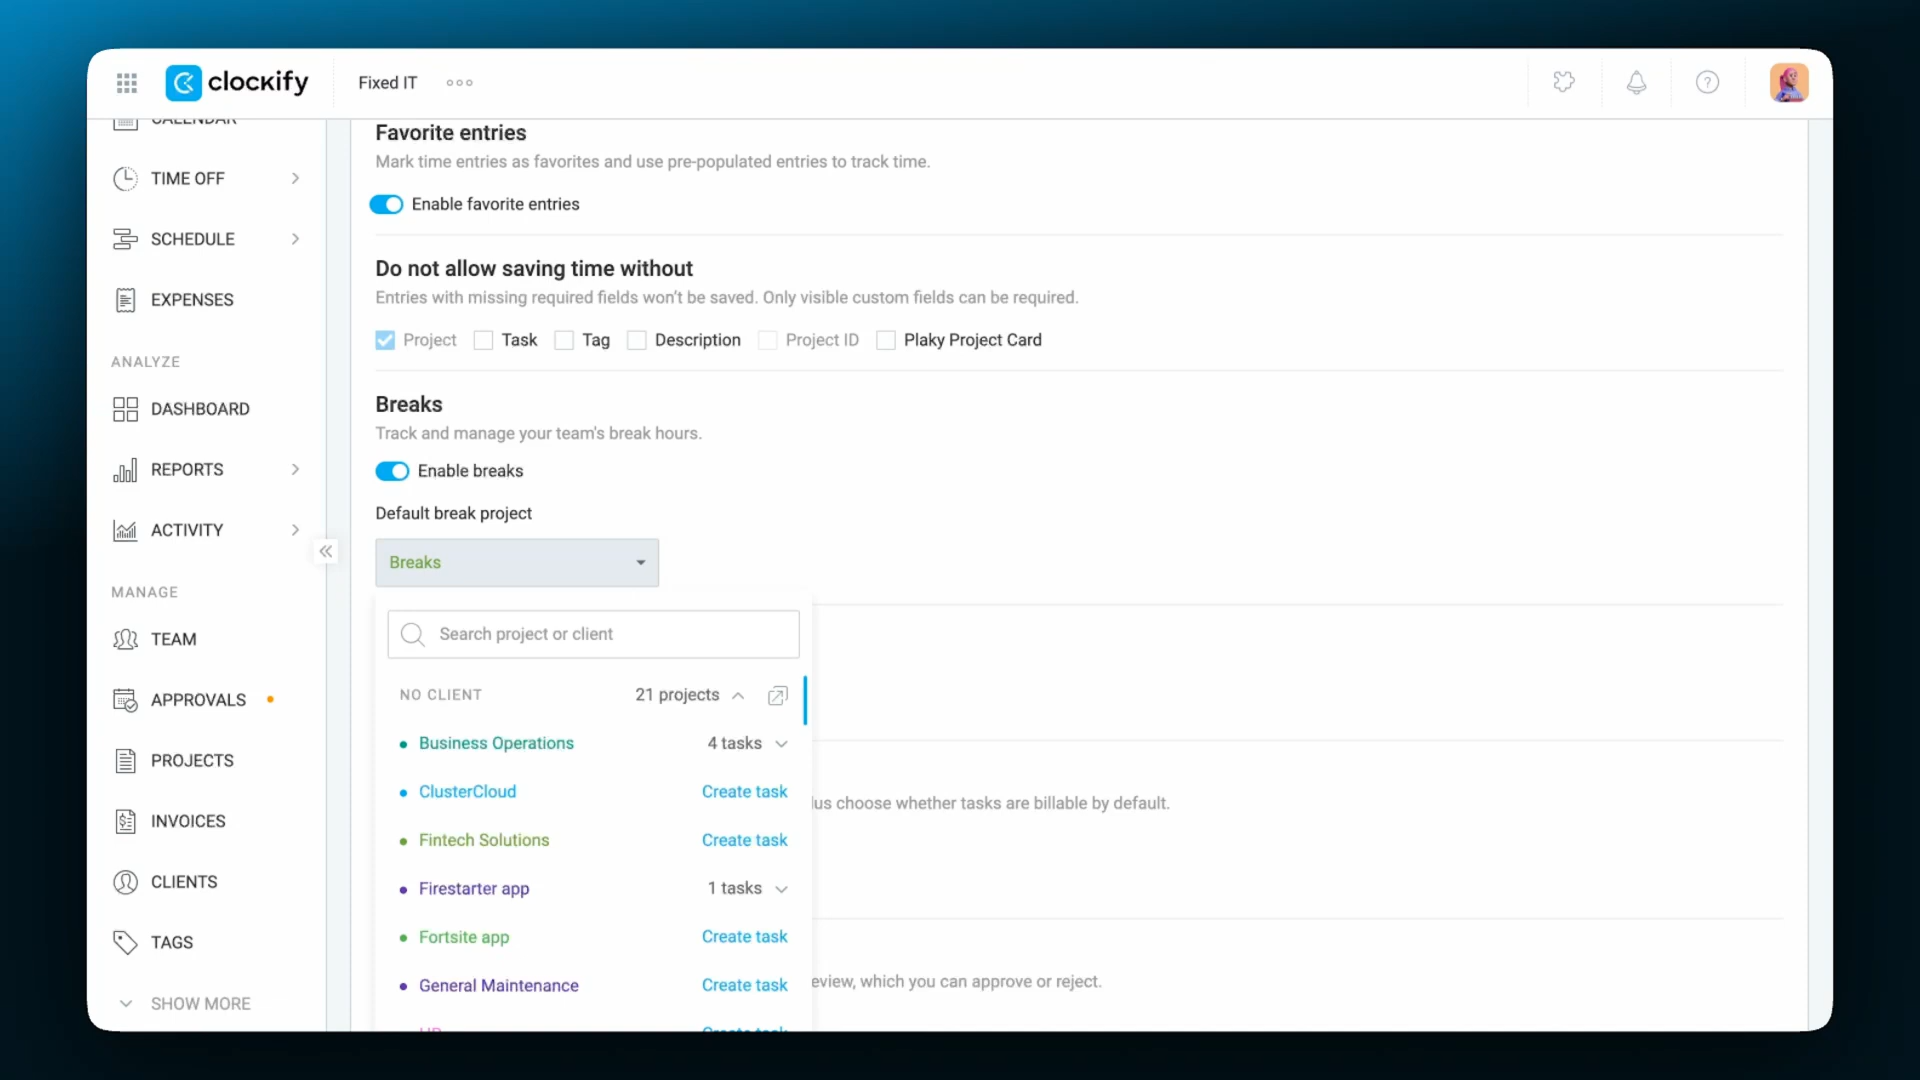 clockify
Fixed IT
CALENDAR
TIME OFF
SCHEDULE
EXPENSES
ANALYZE
DASHBOARD
REPORTS
ACTIVITY
MANAGE
TEAM
APPROVALS
PROJECTS
INVOICES
CLIENTS
TAGS
SHOW MORE
Favorite entries
Mark time entries as favorites and use pre-populated entries to track time.
Enable favorite entries
Do not allow saving time without
Entries with missing required fields won't be saved. Only visible custom fields can be required.
Project Task Tag Description Project ID Plaky Project Card
Breaks
Track and manage your team's break hours.
Enable breaks
Default break project
Breaks
Search project or client
NO CLIENT 21 projects
Business Operations 4 tasks
ClusterCloud Create task
lus choose whether tasks are billable by default.
Fintech Solutions Create task
Firestarter app 1 tasks
Fortsite app Create task
General Maintenance Create task
eview, which you can approve or reject.
HR Create task